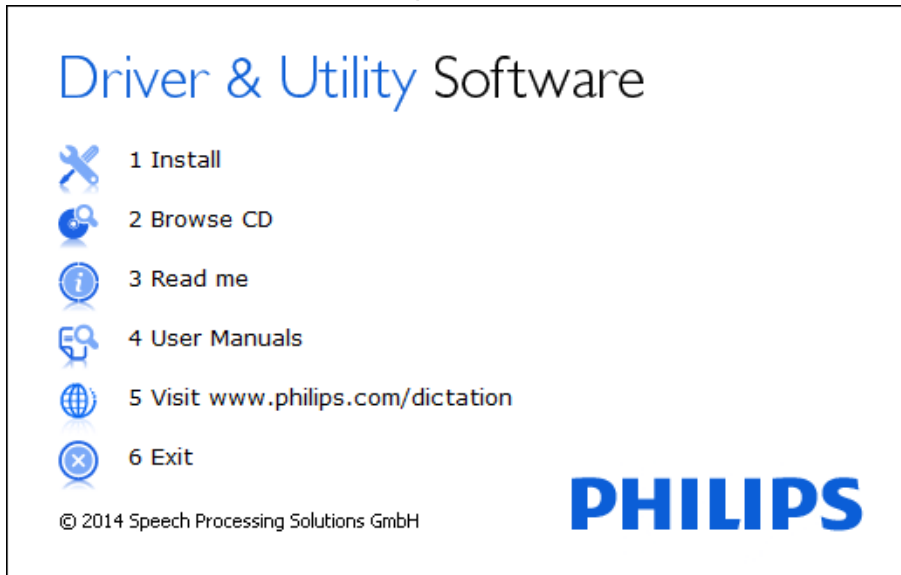 Driver & Utility Software
1 Install
2 Browse CD
3 Read me
4 User Manuals
5 Visit www.philips.com/dictation
6 Exit
© 2014 Speech Processing Solutions GmbH
PHILIPS